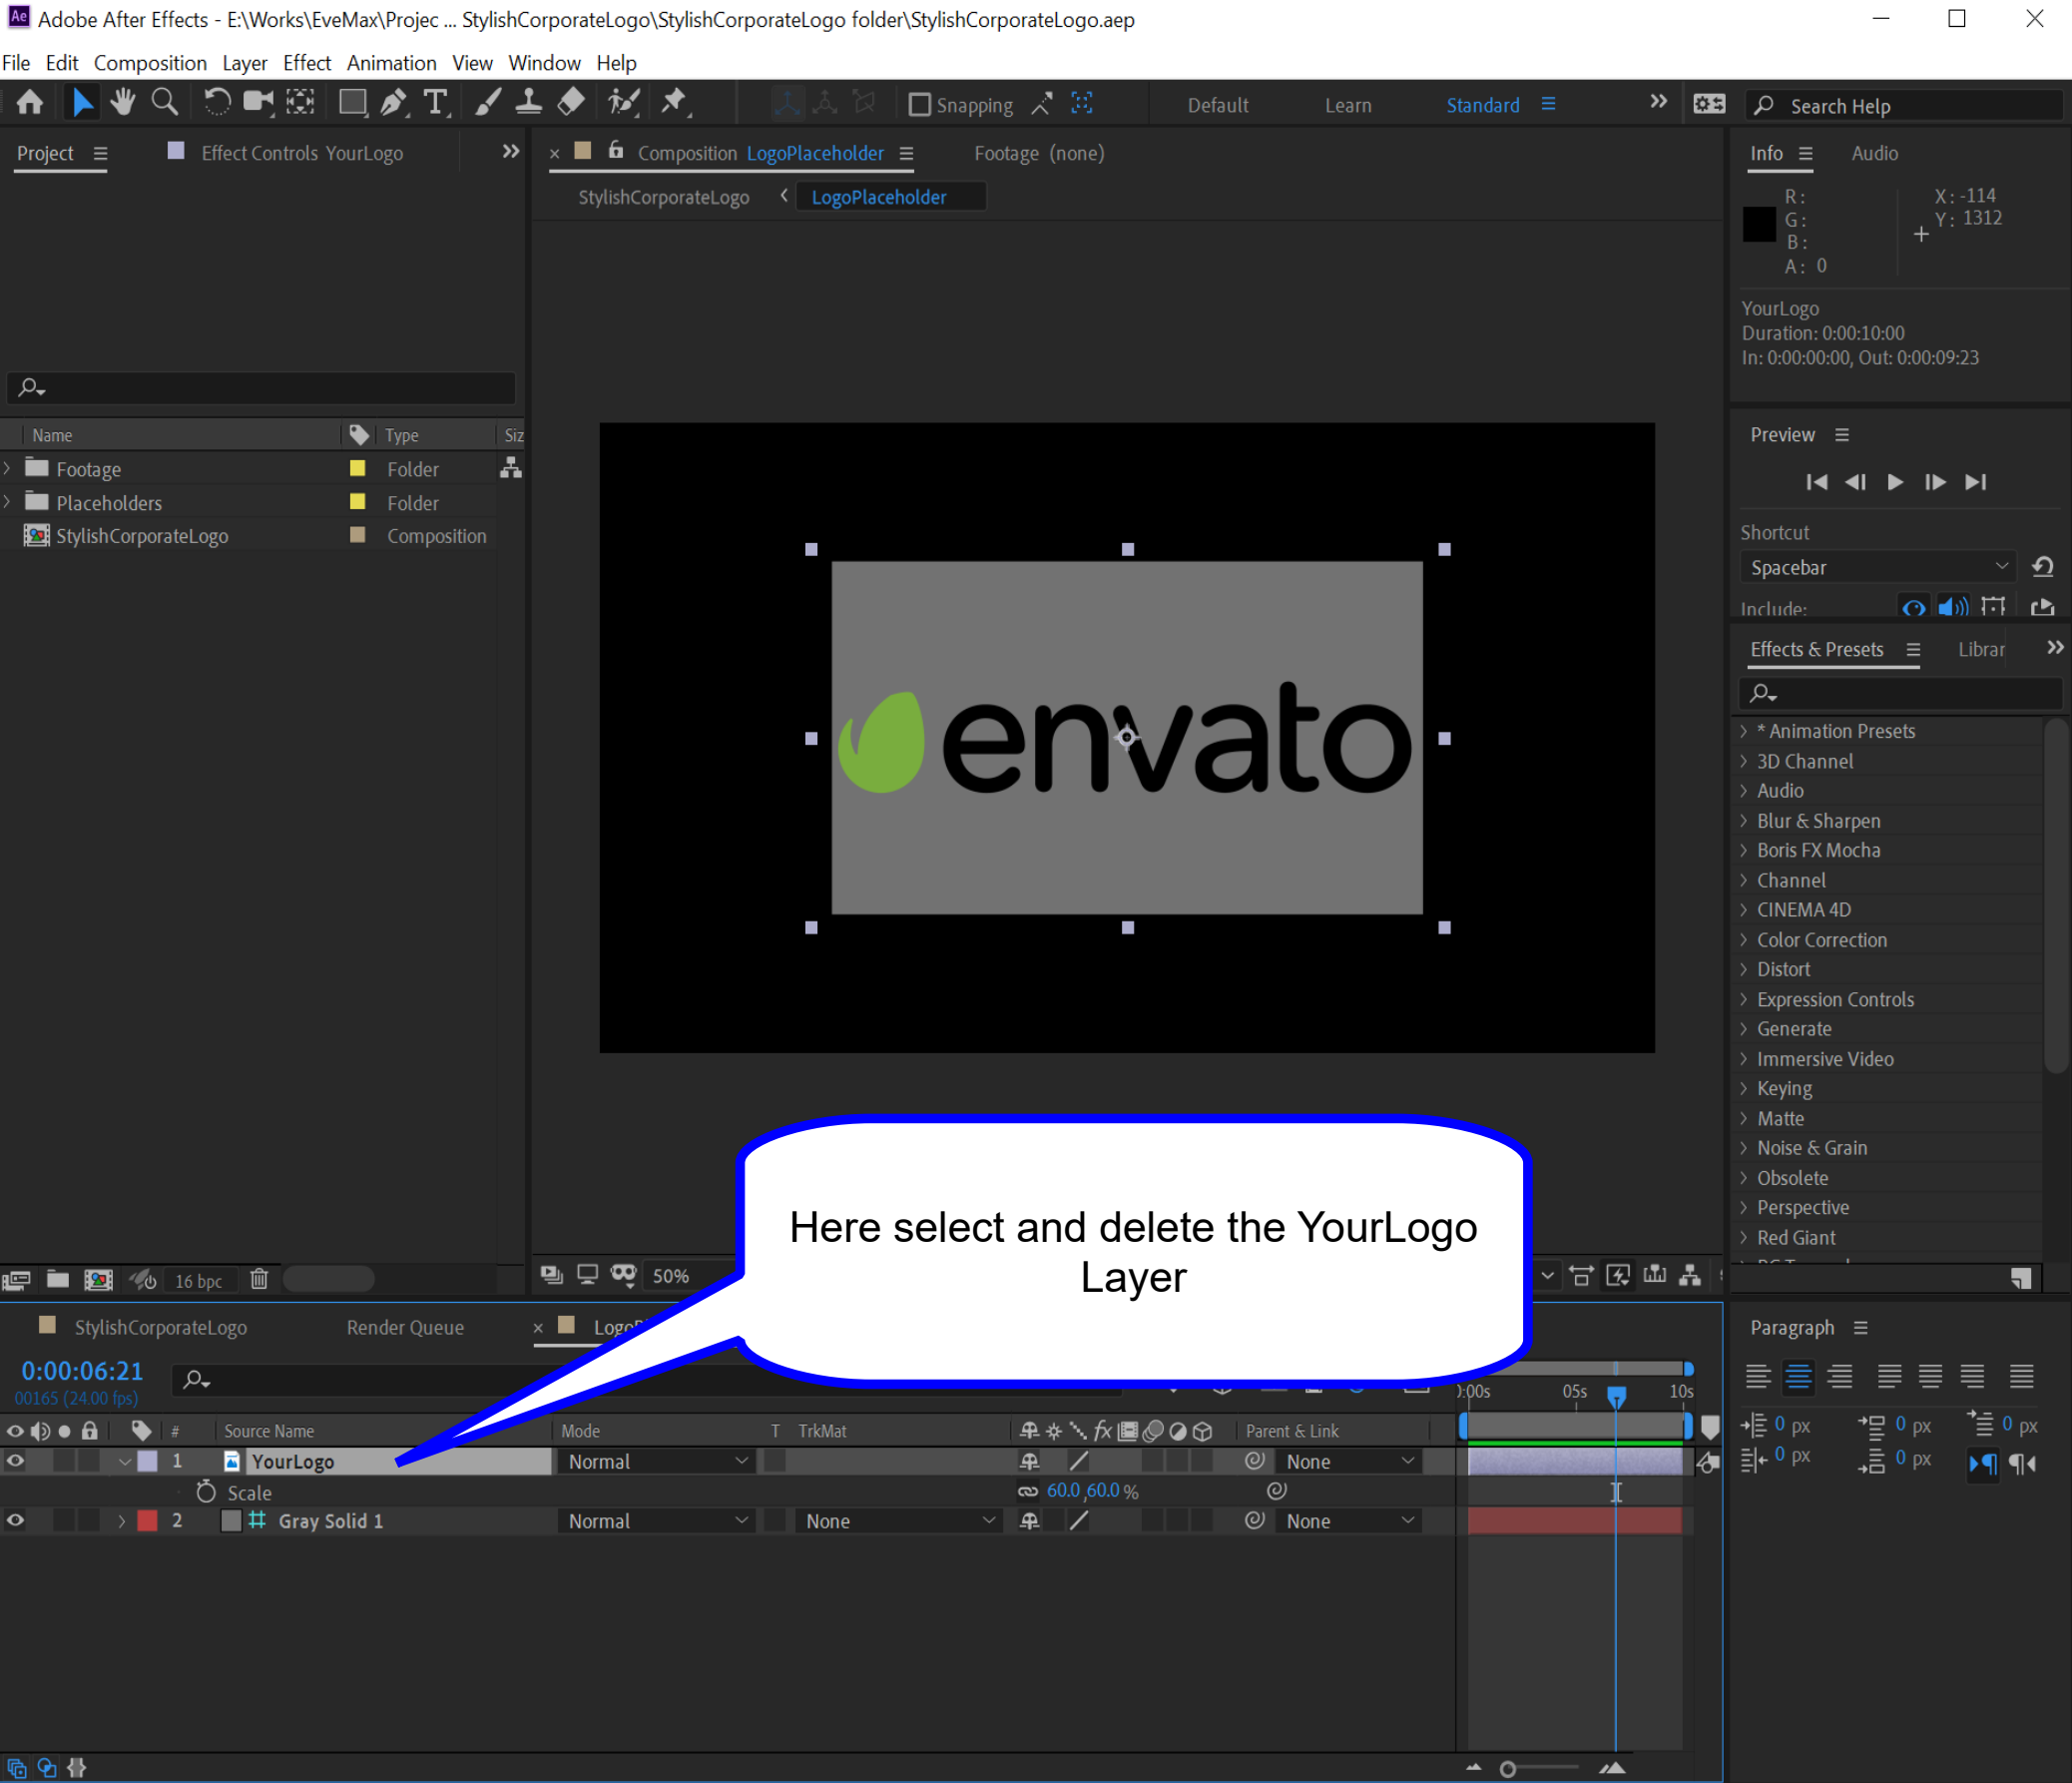 Ae Adobe After Effects - E:\Works\EveMax\Projec ... StylishCorporateLogo\StylishCorporateLogo folder\StylishCorporateLogo.aep
File Edit Composition Layer Effect Animation View Window Help
Snapping
Default Learn Standard
Search Help
Project
Effect Controls YourLogo
Composition LogoPlaceholder
Footage (none)
StylishCorporateLogo
LogoPlaceholder
Info
Audio
R:
G:
B:
A: 0
X: -114
Y: 1312
YourLogo
Duration: 0:00:10:00
In: 0:00:00:00, Out: 0:00:09:23
Name Type Siz
Footage Folder
Placeholders Folder
StylishCorporateLogo Composition
envato
Preview
Shortcut
Spacebar
Include:
Effects & Presets
Librar
* Animation Presets
3D Channel
Audio
Blur & Sharpen
Boris FX Mocha
Channel
CINEMA 4D
Color Correction
Distort
Expression Controls
Generate
Immersive Video
Keying
Matte
Noise & Grain
Obsolete
Perspective
Red Giant
Here select and delete the YourLogo
Layer
16 bpc
50%
StylishCorporateLogo
Render Queue
0:00:06:21
00165 (24.00 fps)
05s 10s
# Source Name Mode T TrkMat fx Parent & Link
1 YourLogo Normal None
Scale 60.0,60.0 %
2 Gray Solid 1 Normal None None
Paragraph
0 px 0 px 0 px
0 px 0 px